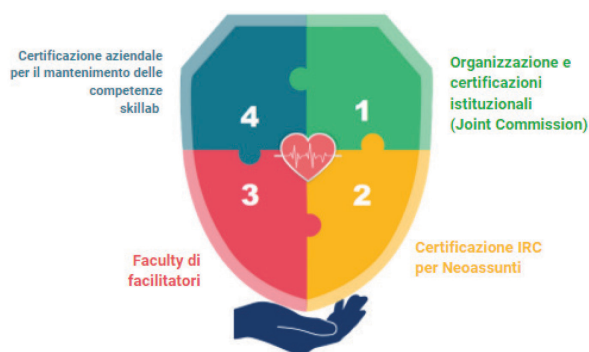 Certificazione aziendale
per il mantenimento delle
competenze
skillab
Organizzazione e
certificazioni
istituzionali
(Joint Commission)
4
1
3
2
Faculty di
facilitatori
Certificazione IRC
per Neoassunti